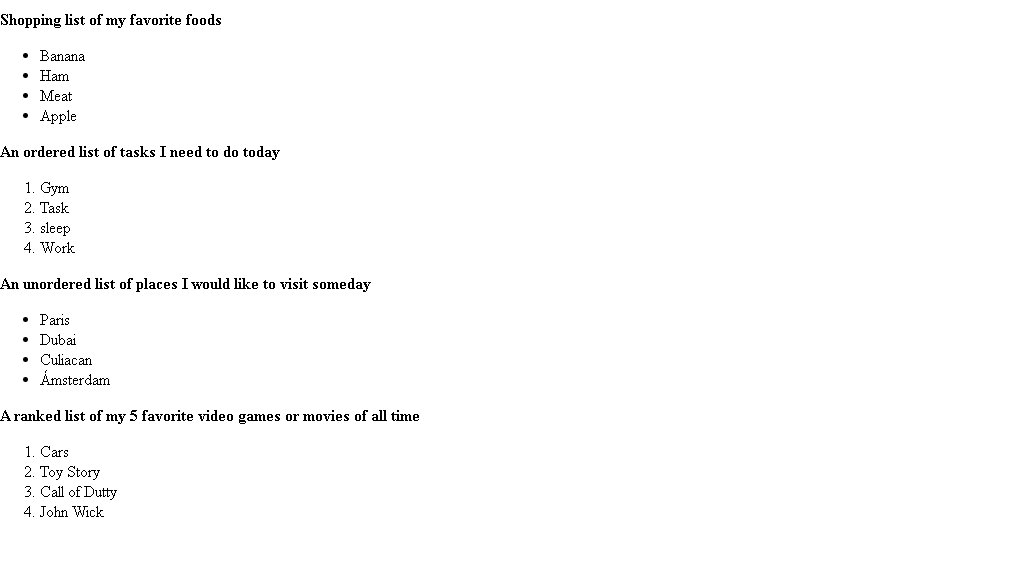 Shopping list of my favorite foods
• Banana
• Ham
• Meat
• Apple
An ordered list of tasks I need to do today
1. Gym
2. Task
3. sleep
4. Work
An unordered list of places I would like to visit someday
• Paris
• Dubai
• Culiacan
• Ámsterdam
A ranked list of my 5 favorite video games or movies of all time
1. Cars
2. Toy Story
3. Call of Dutty
4. John Wick